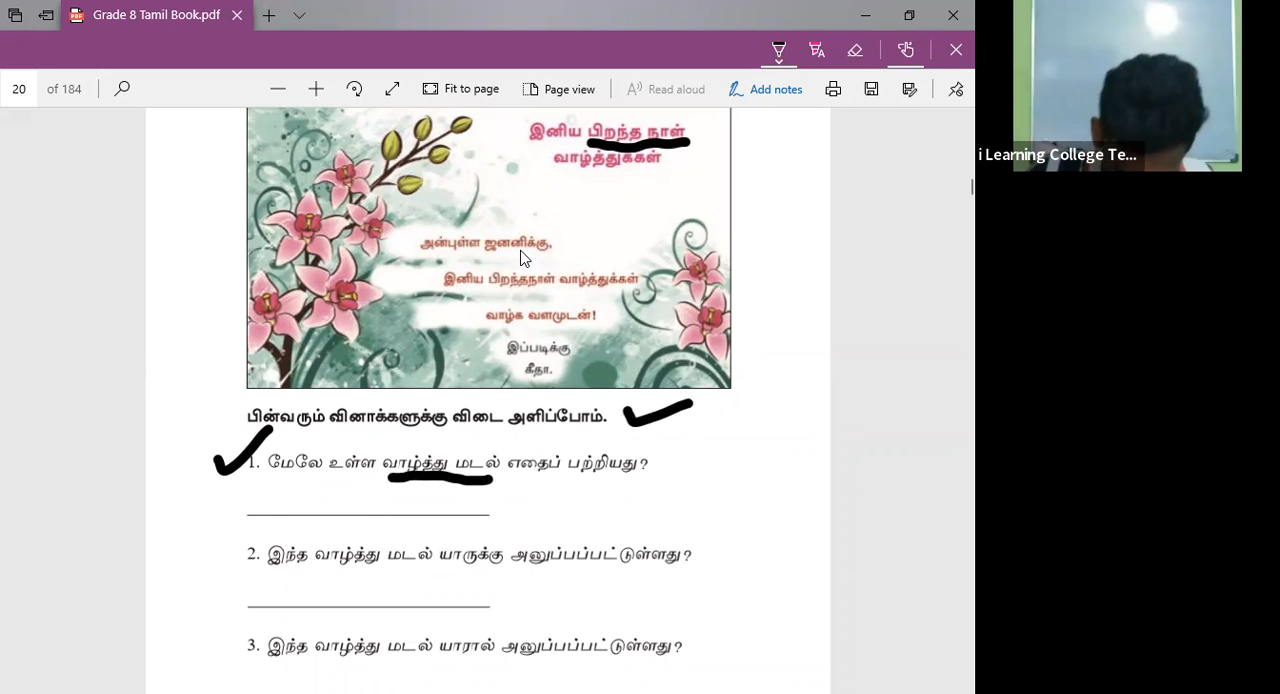 Grade 8 Tamil Book.pdf
20 of 184
Fit to page
Page view
Read aloud
Add notes
i Learning College Te...
இனிய பிறந்த நாள்
வாழ்த்துக்கள்
அன்புள்ள ஜனனிக்கு,
இனிய பிறந்தநாள் வாழ்த்துக்கள்
வாழ்க வளமுடன்!
இப்படிக்கு
கீதா.
பின்வரும் வினாக்களுக்கு விடை அளிப்போம்.
1. மேலே உள்ள வாழ்த்து மடல் எதைப் பற்றியது?
2. இந்த வாழ்த்து மடல் யாருக்கு அனுப்பப்பட்டுள்ளது?
3. இந்த வாழ்த்து மடல் யாரால் அனுப்பப்பட்டுள்ளது?